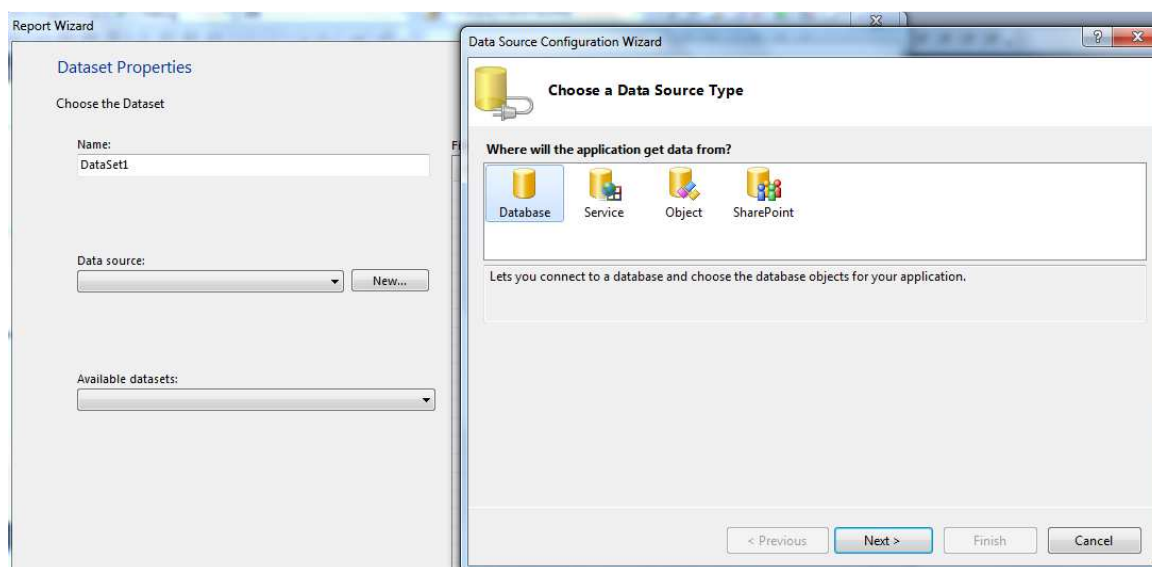 Report Wizard
Dataset Properties
Choose the Dataset
Name:
DataSet1
Data source:
New...
Available datasets:
Data Source Configuration Wizard
Choose a Data Source Type
Where will the application get data from?
Database Service Object SharePoint
Lets you connect to a database and choose the database objects for your application.
< Previous Next > Finish Cancel